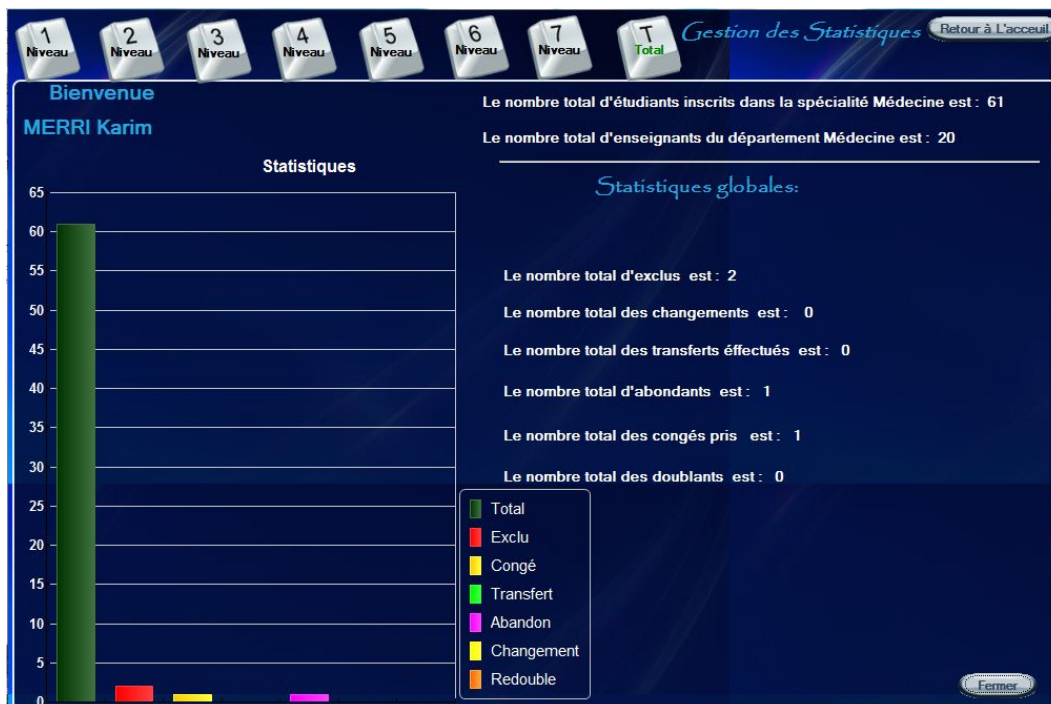 1 Niveau
2 Niveau
3 Niveau
4 Niveau
5 Niveau
6 Niveau
7 Niveau
T Total
Gestion des Statistiques
Retour à L'acceuil
Bienvenue
MERRI Karim
Le nombre total d'étudiants inscrits dans la spécialité Médecine est : 61
Le nombre total d'enseignants du département Médecine est : 20
Statistiques globales:
Le nombre total d'exclus est : 2
Le nombre total des changements est : 0
Le nombre total des transferts éffectués est : 0
Le nombre total d'abondants est : 1
Le nombre total des congés pris est : 1
Le nombre total des doublants est : 0
Statistiques
65
60
55
50
45
40
35
30
25
20
15
10
5
0
Total
Exclu
Congé
Transfert
Abandon
Changement
Redouble
Fermer